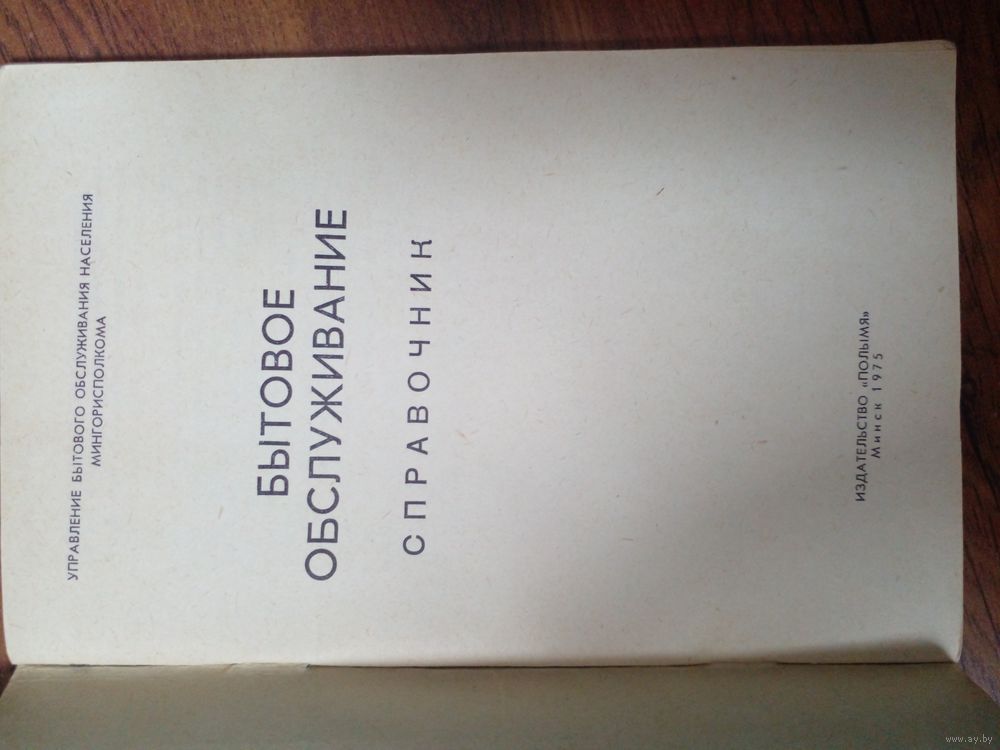 УПРАВЛЕНИЕ БЫТОВОГО ОБСЛУЖИВАНИЯ НАСЕЛЕНИЯ
МИНГОРИСПОЛКОМА
БЫТОВОЕ
ОБСЛУЖИВАНИЕ
СПРАВОЧНИК
ИЗДАТЕЛЬСТВО «ПОЛЫМЯ»
Минск 1975
www.ay.by